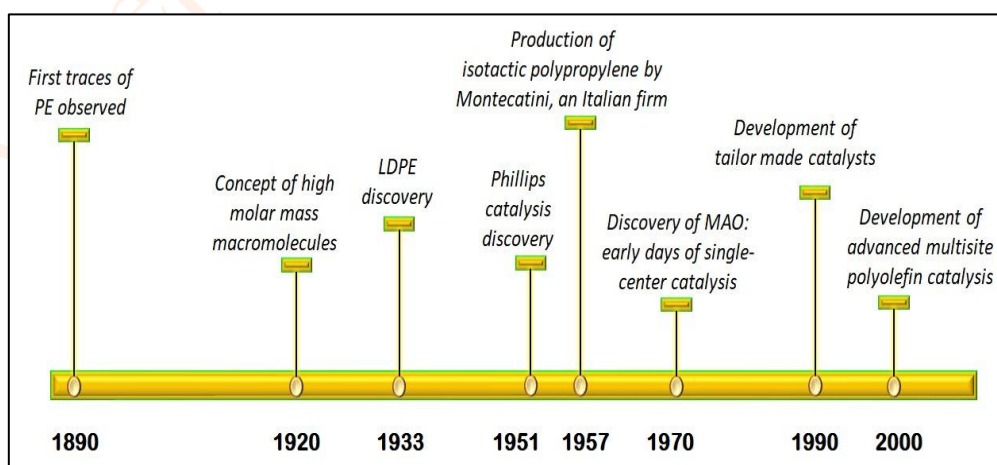 First traces of
PE observed
Concept of high
molar mass
macromolecules
LDPE
discovery
Phillips
catalysis
discovery
Production of
isotactic polypropylene by
Montecatini, an Italian firm
Discovery of MAO:
early days of single-
center catalysis
Development of
tailor made catalysts
Development of
advanced multisite
polyolefin catalysis
1890 1920 1933 1951 1957 1970 1990 2000